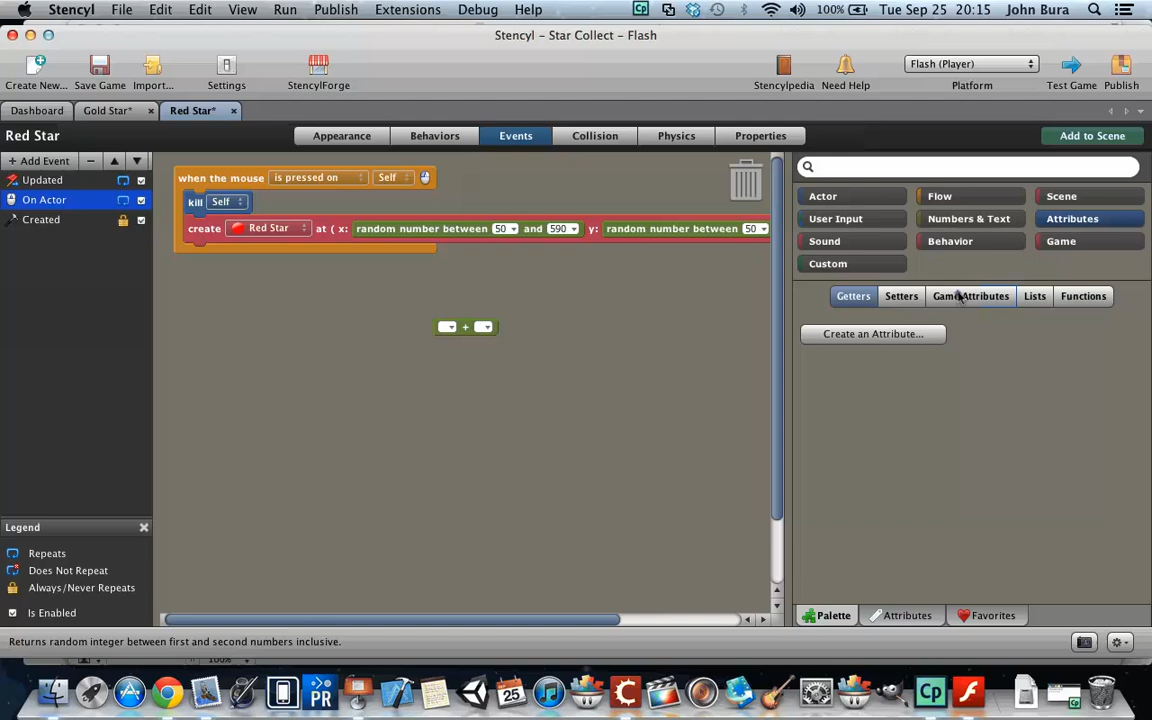 Stencyl File Edit Edit View Run Publish Extensions Debug Help 100% Tue Sep 25 20:15 John Bura
Stencyl – Star Collect – Flash
Flash (Player)
Create New... Save Game Import... Settings StencylForge Stencylpedia Need Help Platform Test Game Publish
Dashboard Gold Star* Red Star*
Red Star Appearance Behaviors Events Collision Physics Properties Add to Scene
+ Add Event
Updated
On Actor
Created
when the mouse is pressed on Self
kill Self
create Red Star at ( x: random number between 50 and 590 y: random number between 50
+
Actor Flow Scene
User Input Numbers & Text Attributes
Sound Behavior Game
Custom
Getters Setters Game Attributes Lists Functions
Create an Attribute...
Legend
Repeats
Does Not Repeat
Always/Never Repeats
Is Enabled
Palette Attributes Favorites
Returns random integer between first and second numbers inclusive.
100%
PR 25 Cp